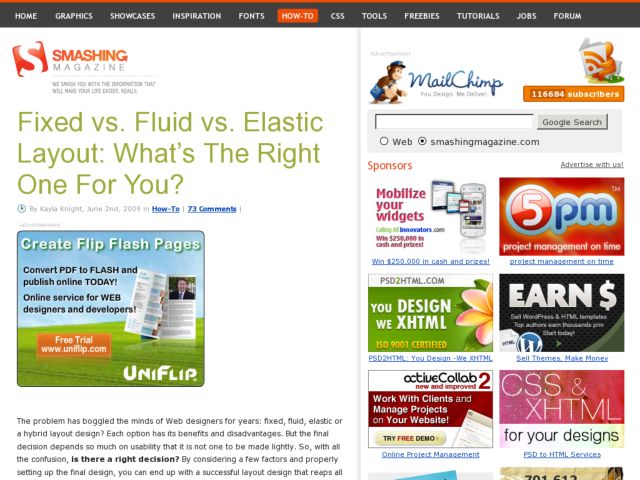 HOME GRAPHICS SHOWCASES INSPIRATION FONTS HOW-TO CSS TOOLS FREEBIES TUTORIALS JOBS FORUM
SMASHING
MAGAZINE
WE SMASH YOU WITH THE INFORMATION THAT
WILL MAKE YOUR LIFE EASIER. REALLY.
Fixed vs. Fluid vs. Elastic
Layout: What's The Right
One For You?
By Kayla Knight, June 2nd, 2009 in How-To | 73 Comments |
Advertisement
Create Flip Flash Pages
Convert PDF to FLASH and
publish online TODAY!
Online service for WEB
designers and developers!
Free Trial
www.uniflip.com
UNIFLIP
The problem has boggled the minds of Web designers for years: fixed, fluid, elastic or
a hybrid layout design? Each option has its benefits and disadvantages. But the final
decision depends so much on usability that it is not one to be made lightly. So, with all
the confusion, is there a right decision? By considering a few factors and properly
setting up the final design, you can end up with a successful layout design that reaps all
Advertisement
MailChimp
You Design. Me Deliver.
116684 subscribers
Google Search
Web smashingmagazine.com
Sponsors
Advertise with us!
Mobilize
your
widgets
Calling All Innovators.com
Win $250,000 in
cash and prizes!
Win $250,000 in cash and prizes!
5pm
TM
project management on time
project management on time
PSD2HTML.COM
YOU DESIGN
WE XHTML
ISO 9001 CERTIFIED
PSD2HTML: You Design -We XHTML
EARN $
Sell WordPress & HTML templates
Top authors earn thousands p/m
Start today!
Sell Themes, Make Money
activeCollab 2
new & improved
Work With Clients and
Manage Projects on
Your Website!
TRY FREE DEMO
Online Project Management
CSS &
XHTML
for your designs
PSD to HTML Services
701,612